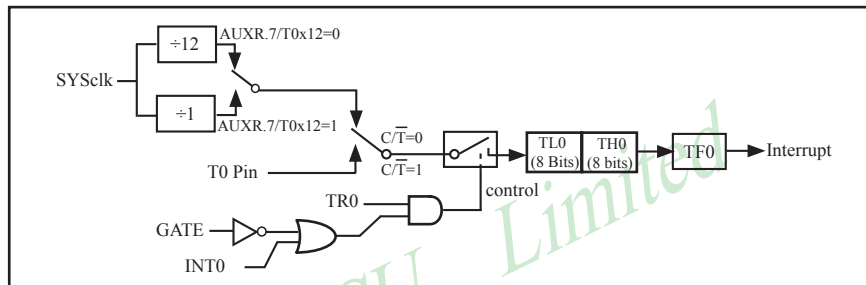 ÷12
AUXR.7/T0x12=0
SYSclk
÷1
AUXR.7/T0x12=1
C/T̅=0
C/T̅=1
T0 Pin
TL0
(8 Bits)
TH0
(8 bits)
TF0
Interrupt
control
TR0
GATE
INT0
Limited